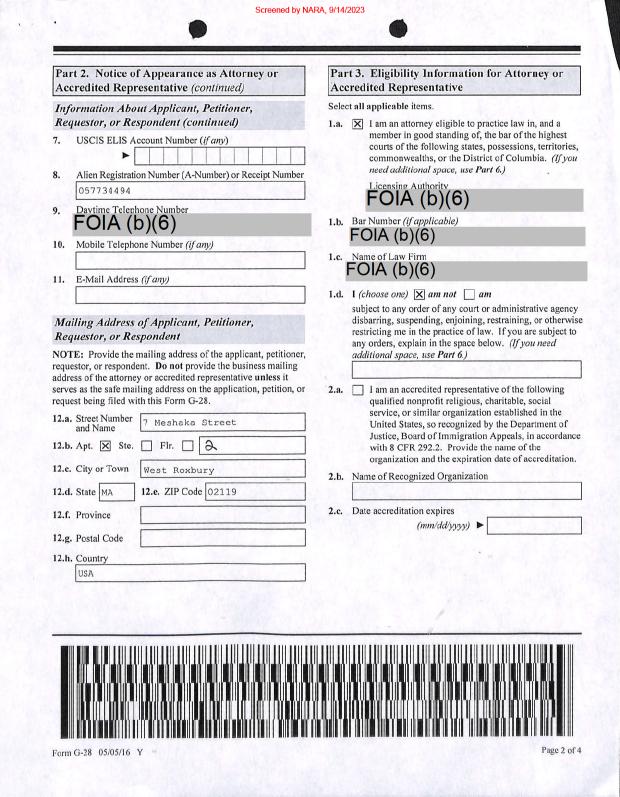 Screened by NARA, 9/14/2023
Part 2. Notice of Appearance as Attorney or
Accredited Representative (continued)
Information About Applicant, Petitioner,
Requestor, or Respondent (continued)
7. USCIS ELIS Account Number (if any)
8. Alien Registration Number (A-Number) or Receipt Number
057734494
9. Daytime Telephone Number
FOIA (b)(6)
10. Mobile Telephone Number (if any)
11. E-Mail Address (if any)
Mailing Address of Applicant, Petitioner,
Requestor, or Respondent
NOTE: Provide the mailing address of the applicant, petitioner,
requestor, or respondent. Do not provide the business mailing
address of the attorney or accredited representative unless it
serves as the safe mailing address on the application, petition, or
request being filed with this Form G-28.
12.a. Street Number
and Name
7 Meshaka Street
12.b. Apt. Ste. Flr. 2
12.c. City or Town West Roxbury
12.d. State MA 12.e. ZIP Code 02119
12.f. Province
12.g. Postal Code
12.h. Country
USA
Part 3. Eligibility Information for Attorney or
Accredited Representative
Select all applicable items.
1.a. I am an attorney eligible to practice law in, and a
member in good standing of, the bar of the highest
courts of the following states, possessions, territories,
commonwealths, or the District of Columbia. (If you
need additional space, use Part 6.)
Licensing Authority
FOIA (b)(6)
1.b. Bar Number (if applicable)
FOIA (b)(6)
1.c. Name of Law Firm
FOIA (b)(6)
1.d. I (choose one) am not am
subject to any order of any court or administrative agency
disbarring, suspending, enjoining, restraining, or otherwise
restricting me in the practice of law. If you are subject to
any orders, explain in the space below. (If you need
additional space, use Part 6.)
2.a. I am an accredited representative of the following
qualified nonprofit religious, charitable, social
service, or similar organization established in the
United States, so recognized by the Department of
Justice, Board of Immigration Appeals, in accordance
with 8 CFR 292.2. Provide the name of the
organization and the expiration date of accreditation.
2.b. Name of Recognized Organization
2.c. Date accreditation expires
(mm/dd/yyyy)
Form G-28 05/05/16 Y
Page 2 of 4